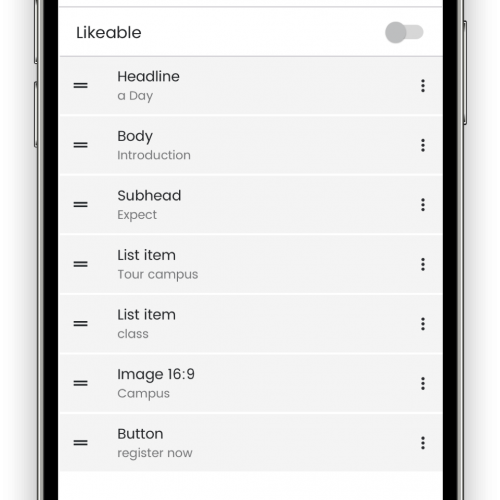 Likeable
Headline
a Day
Body
Introduction
Subhead
Expect
List item
Tour campus
List item
class
Image 16:9
Campus
Button
register now